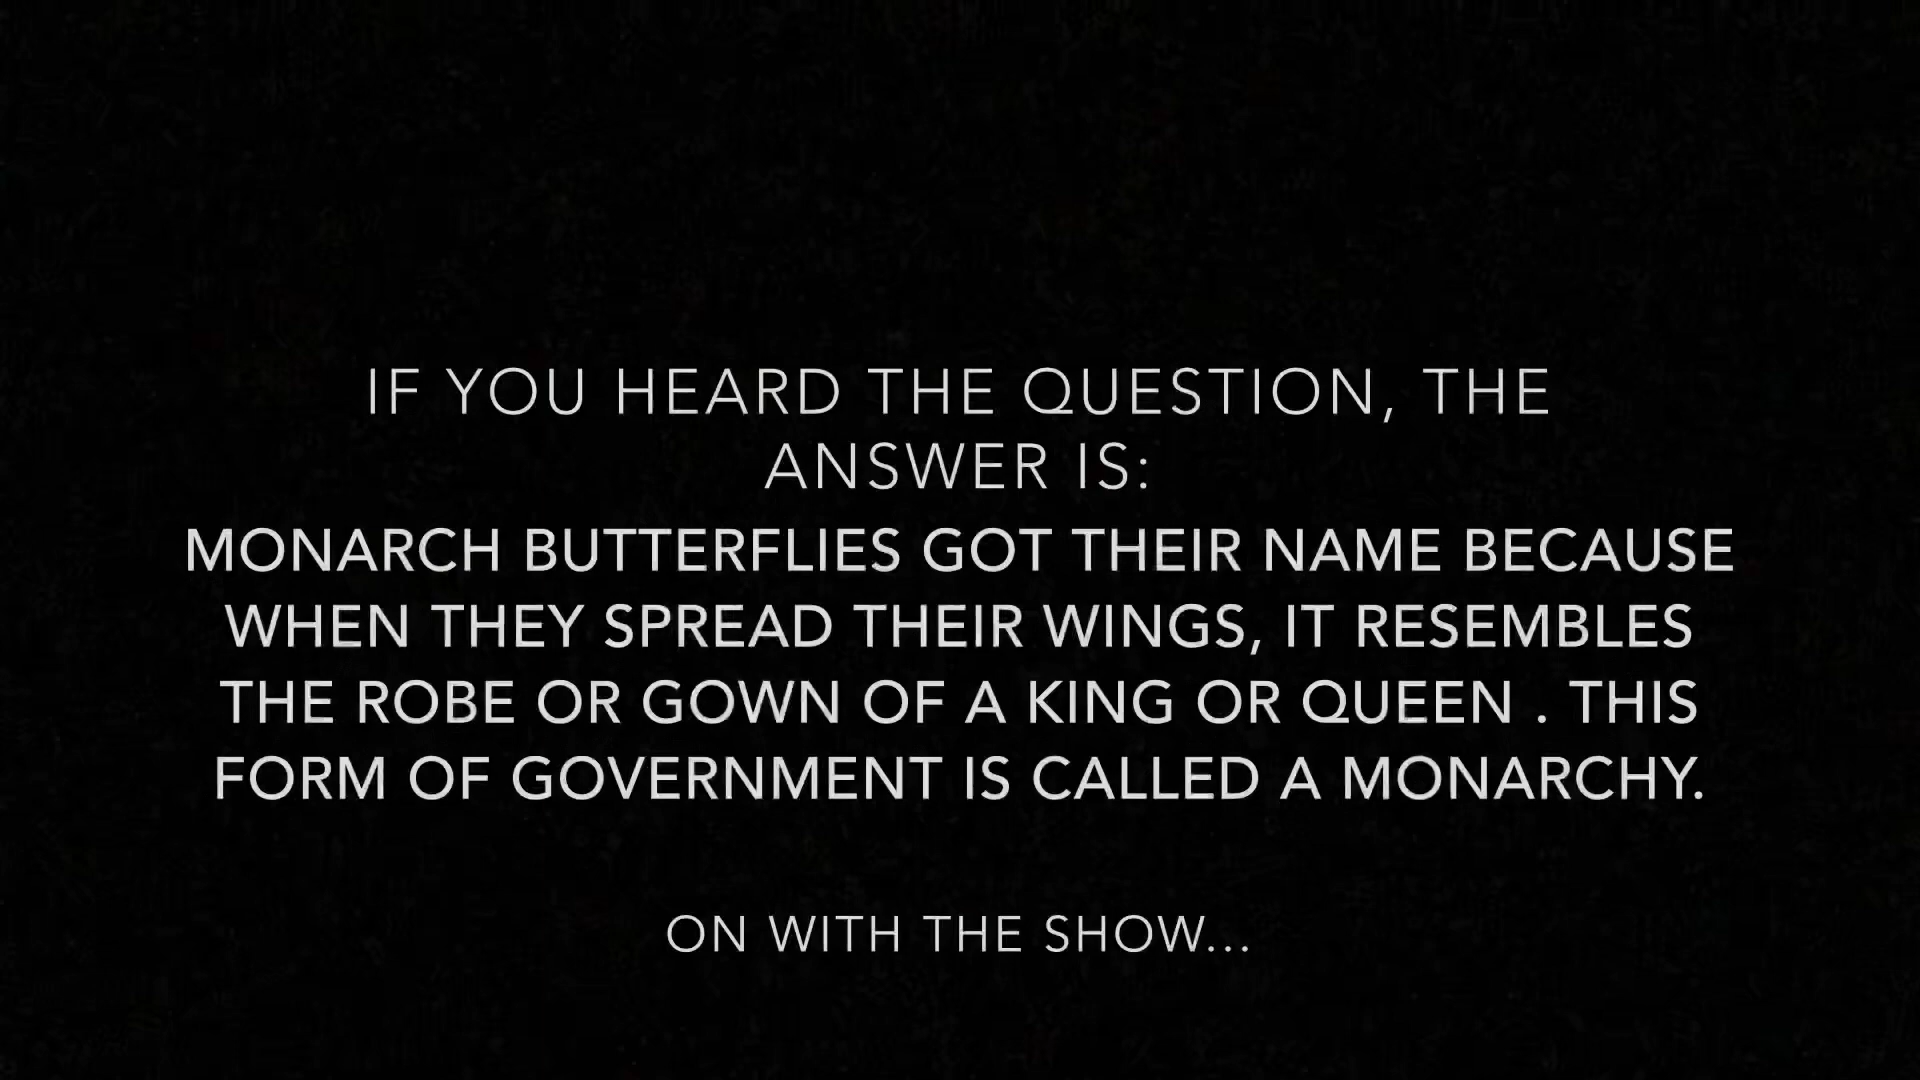 IF YOU HEARD THE QUESTION, THE
ANSWER IS:
MONARCH BUTTERFLIES GOT THEIR NAME BECAUSE
WHEN THEY SPREAD THEIR WINGS, IT RESEMBLES
THE ROBE OR GOWN OF A KING OR QUEEN . THIS
FORM OF GOVERNMENT IS CALLED A MONARCHY.
ON WITH THE SHOW...